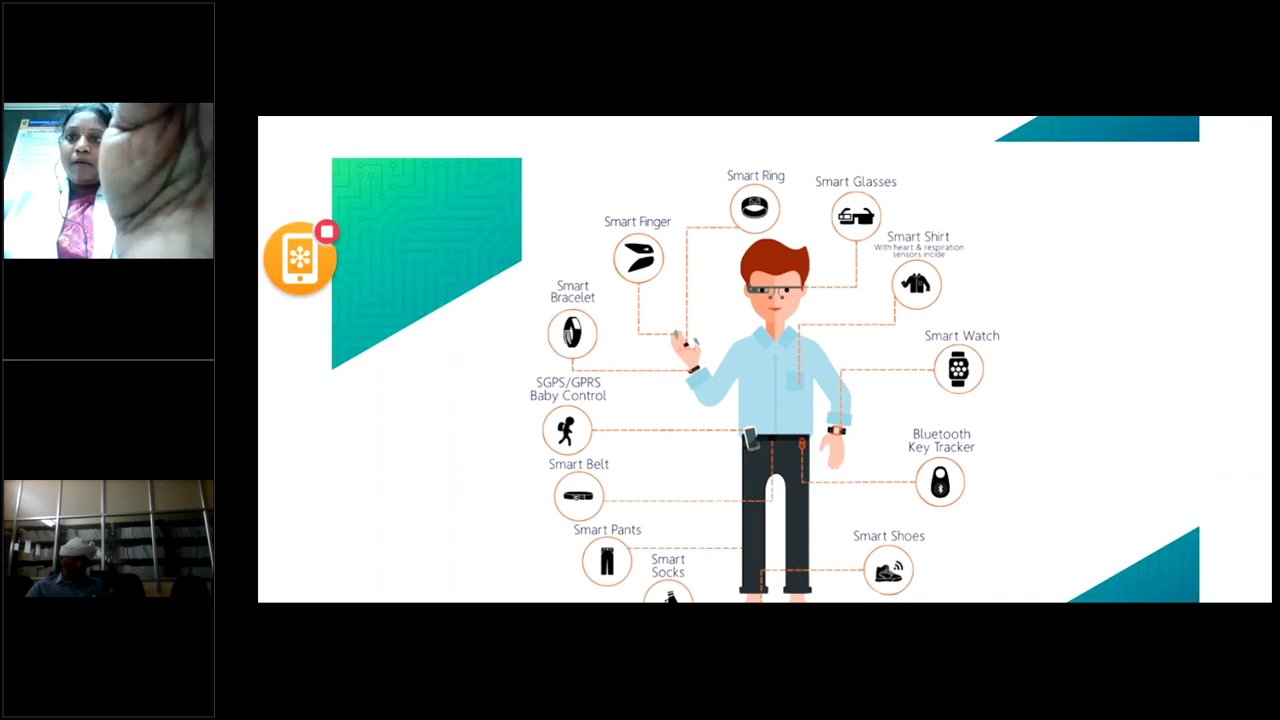 Smart Ring
Smart Glasses
Smart Finger
Smart Shirt
With heart & respiration
sensors incide
Smart
Bracelet
Smart Watch
SGPS/GPRS
Baby Control
Bluetooth
Key Tracker
Smart Belt
Smart Pants
Smart Shoes
Smart
Socks